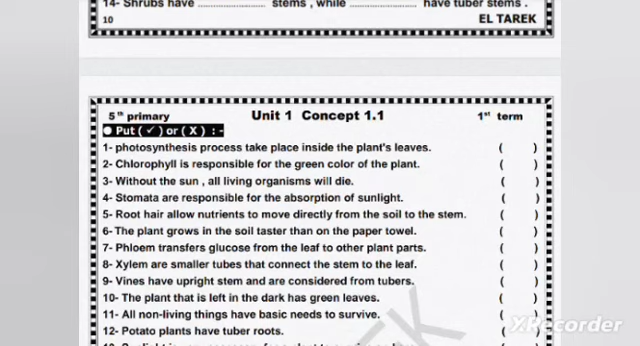 14- Shrubs have .................... stems , while .................... have tuber stems .
10 EL TAREK
5 th primary Unit 1 Concept 1.1 1st term
Put ( ✓ ) or ( X ) : -
1- photosynthesis process take place inside the plant's leaves. ( )
2- Chlorophyll is responsible for the green color of the plant. ( )
3- Without the sun , all living organisms will die. ( )
4- Stomata are responsible for the absorption of sunlight. ( )
5- Root hair allow nutrients to move directly from the soil to the stem. ( )
6- The plant grows in the soil taster than on the paper towel. ( )
7- Phloem transfers glucose from the leaf to other plant parts. ( )
8- Xylem are smaller tubes that connect the stem to the leaf. ( )
9- Vines have upright stem and are considered from tubers. ( )
10- The plant that is left in the dark has green leaves. ( )
11- All non-living things have basic needs to survive. ( )
12- Potato plants have tuber roots. ( )
XRecorder